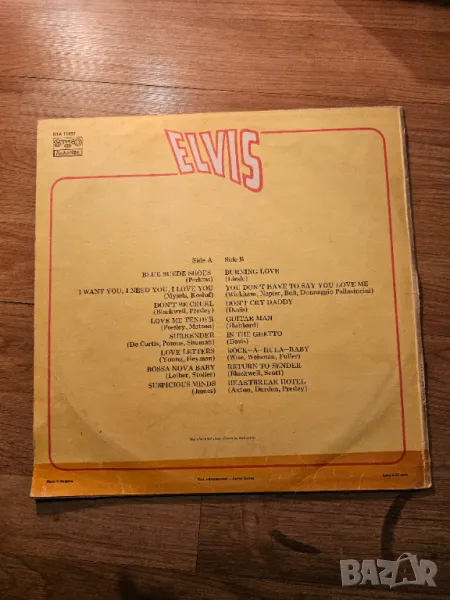 ELVIS
Side A Side B
BLUE SUEDE SHOES
(Perkins)
I WANT YOU, I NEED YOU, I LOVE YOU
(Mysels, Kosloff)
DON'T BE CRUEL
(Blackwell, Presley)
LOVE ME TENDER
(Presley, Matson)
SURRENDER
(De Curtis, Pomus, Shuman)
LOVE LETTERS
(Young, Heyman)
BOSSA NOVA BABY
(Leiber, Stoller)
SUSPICIOUS MINDS
(James)
BURNING LOVE
(Linde)
YOU DON'T HAVE TO SAY YOU LOVE ME
(Wickham, Napier, Bell, Donnaggio Pallavicini)
DON'T CRY DADDY
(Davis)
GUITAR MAN
(Hubbard)
IN THE GHETTO
(Davis)
ROCK-A-HULA-BABY
(Wise, Weisman, Fuller)
RETURN TO SENDER
(Blackwell, Scott)
HEARTBREAK HOTEL
(Axton, Durden, Presley)
BAZAR